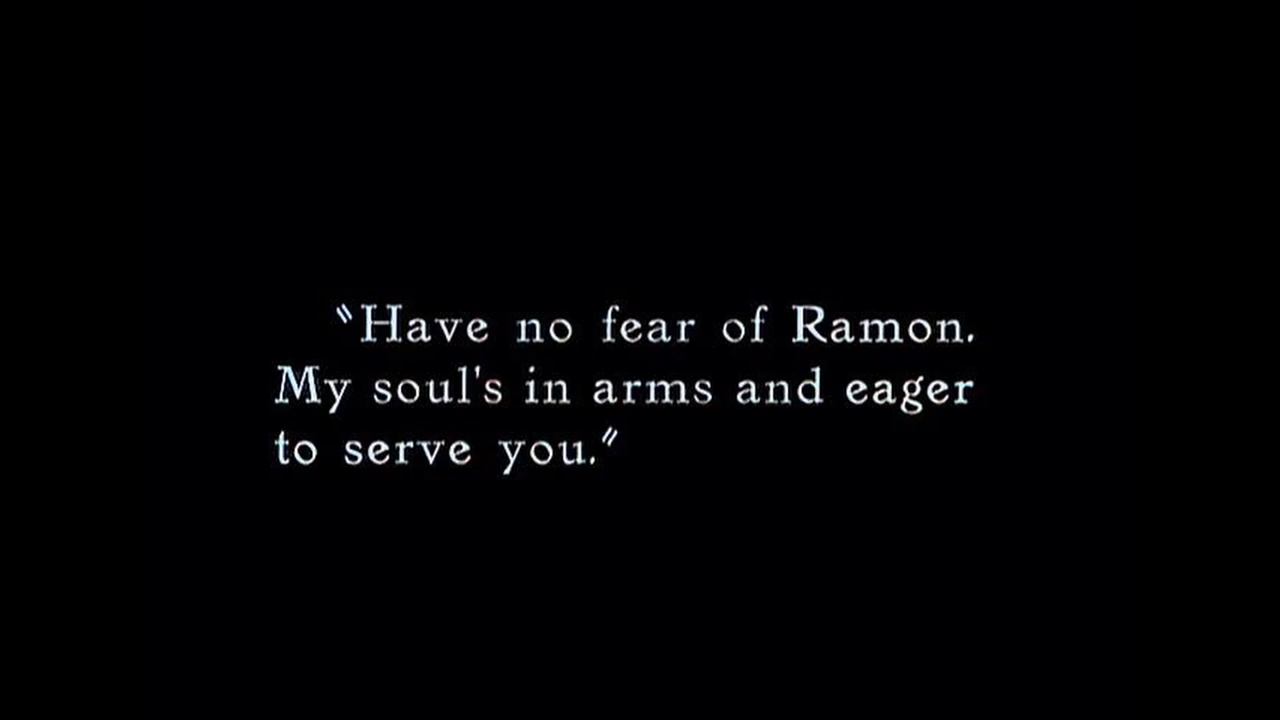 "Have no fear of Ramon.
My soul's in arms and eager
to serve you."